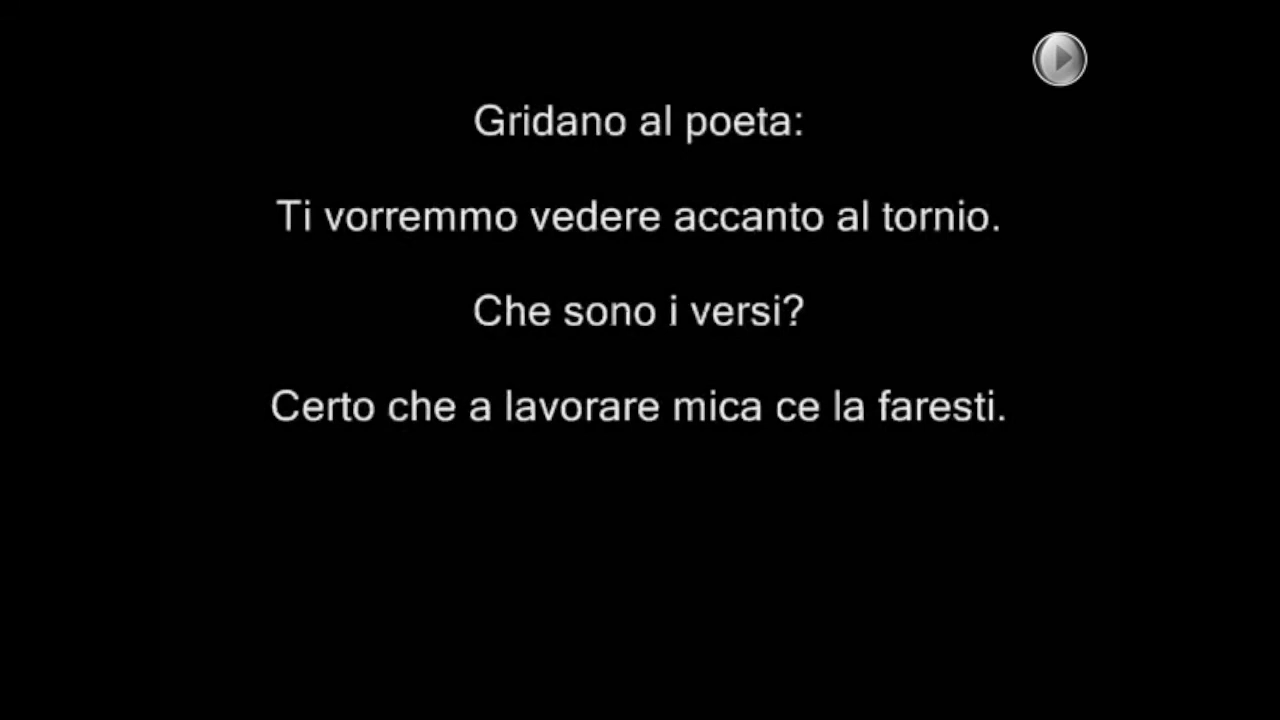 Gridano al poeta:
Ti vorremmo vedere accanto al tornio.
Che sono i versi?
Certo che a lavorare mica ce la faresti.